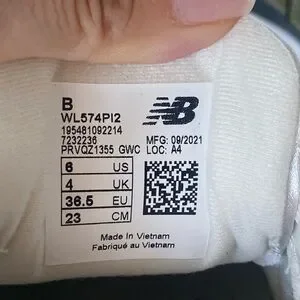 B
NB
WL574PI2
195481092214
7232236 MFG: 09/2021
PRVQZ1355 GWC LOC: A4
6 US
4 UK
36.5 EU
23 CM
Made in Vietnam
Fabriqué au Vietnam